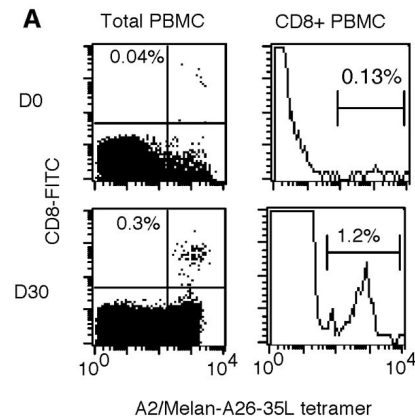 A
Total PBMC
CD8+ PBMC
D0
0.04%
0.13%
CD8-FITC
D30
0.3%
1.2%
10^0 10^4 10^0 10^4
A2/Melan-A26-35L tetramer